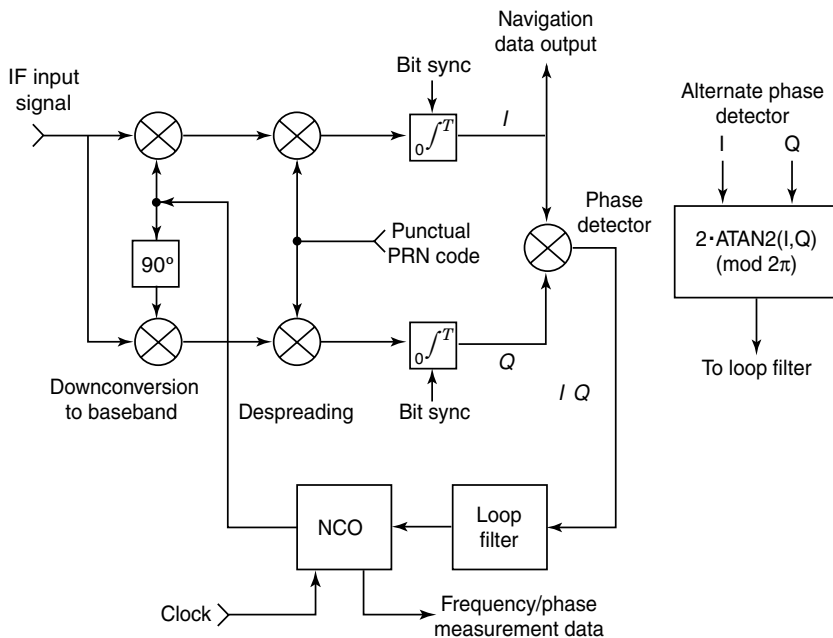 IF input
signal
Bit sync
0∫T
I
Navigation
data output
Alternate phase
detector
I
Q
2·ATAN2(I,Q)
(mod 2π)
To loop filter
Phase
detector
90º
Punctual
PRN code
0∫T
Q
Bit sync
Downconversion
to baseband
Despreading
I Q
NCO
Loop
filter
Clock
Frequency/phase
measurement data